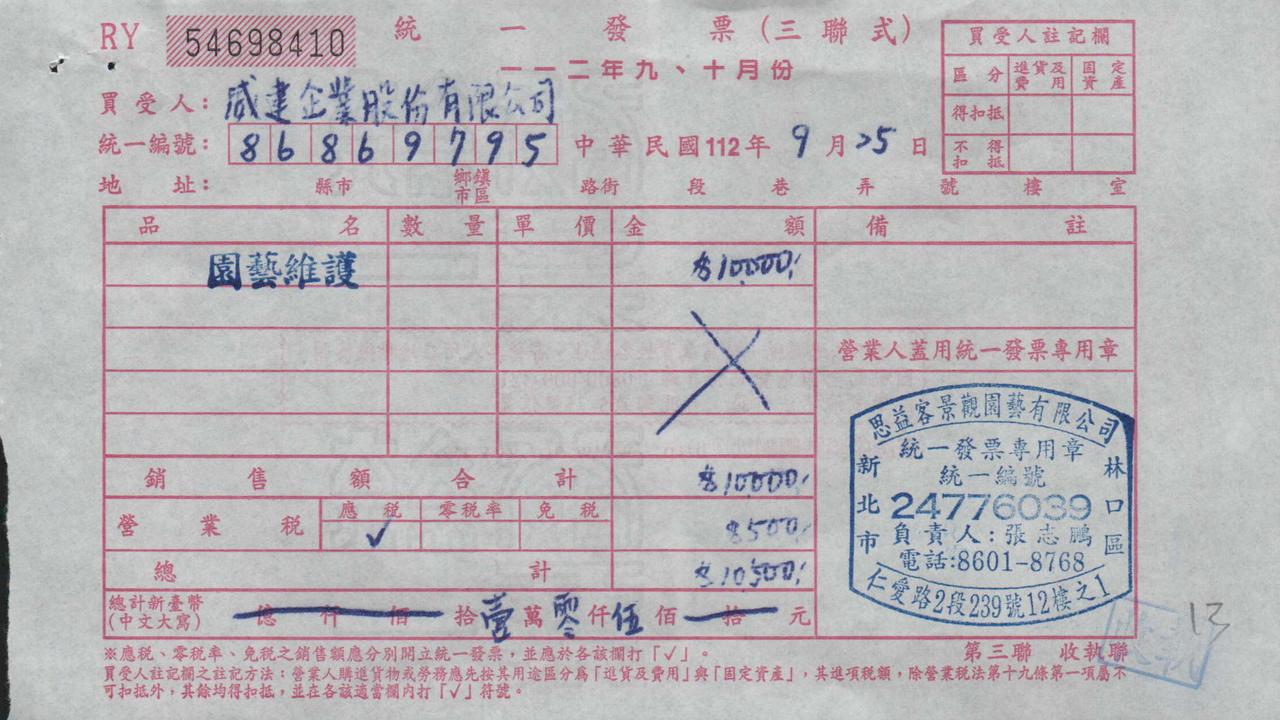 RY 54698410 統一發票(三聯式)
一一二年九、十月份
買受人註記欄
區分 進貨及費用 固定資產
得扣抵
不得扣抵
買受人: 威建企業股份有限公司
統一編號: 86869795 中華民國112年9月25日
地址: 縣市 鄉鎮市區 路街 段 巷 弄 號 樓 室
品名 數量 單價 金額 備註
園藝維護 $10,000.
營業人蓋用統一發票專用章
銷售額合計 $10,000.
營業稅 應稅 零稅率 免稅 $500.
✓
總計 $10,500.
總計新臺幣(中文大寫) 億仟佰拾壹萬零仟伍佰拾元
思益客景觀園藝有限公司
統一發票專用章
統一編號
24776039
負責人:張志鵬
電話:8601-8768
新北市
林口區
仁愛路2段239號12樓之1
13
第三聯 收執聯
※應稅、零稅率、免稅之銷售額應分別開立統一發票,並應於各該欄打「✓」。
買受人註記欄之註記方法:營業人購進貨物或勞務應先按其用途區分為「進貨及費用」與「固定資產」,其進項稅額,除營業稅法第十九條第一項屬不
可扣抵外,其餘均得扣抵,並在各該適當欄內打「✓」符號。